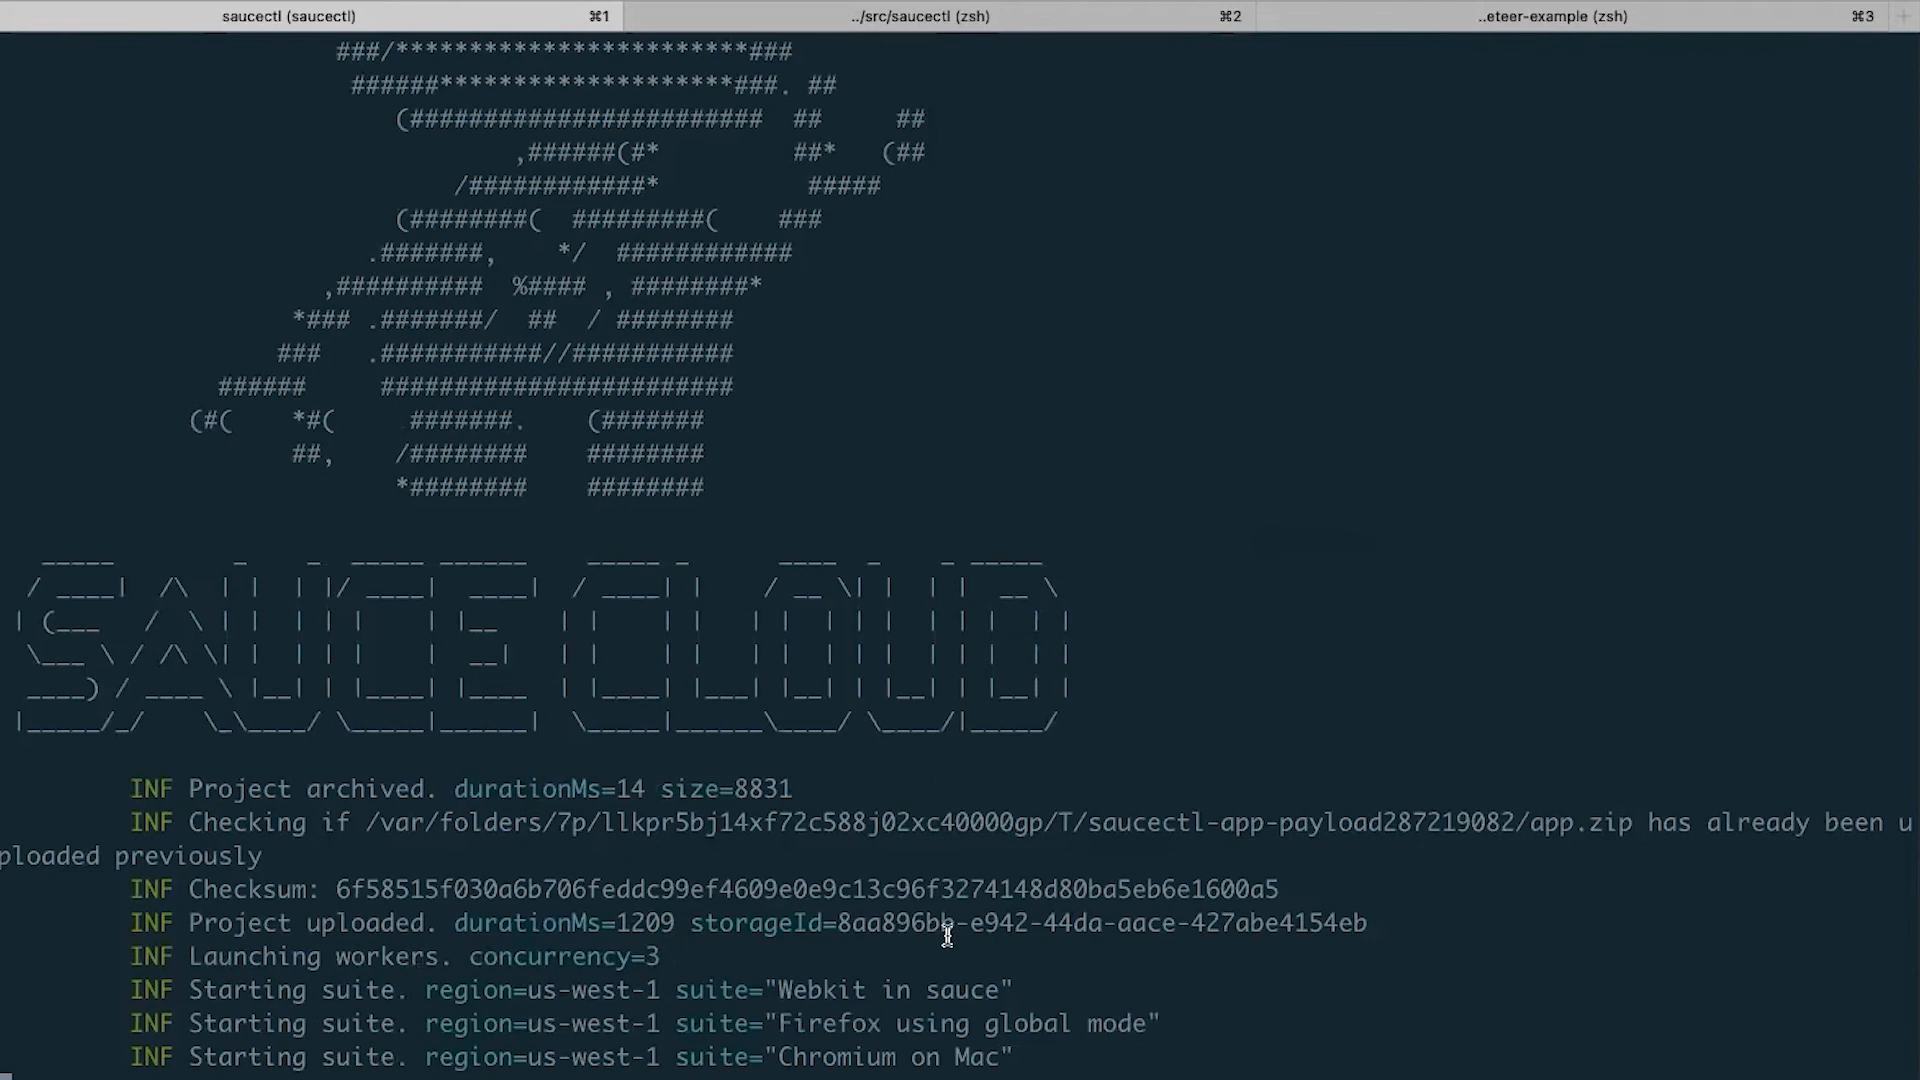 saucectl (saucectl) ⌘1 ../src/saucectl (zsh) ⌘2 ..eteer-example (zsh) ⌘3 +
SAUCE CLOUD
INF Project archived. durationMs=14 size=8831
INF Checking if /var/folders/7p/llkpr5bj14xf72c588j02xc40000gp/T/saucectl-app-payload287219082/app.zip has already been u
ploaded previously
INF Checksum: 6f58515f030a6b706feddc99ef4609e0e9c13c96f3274148d80ba5eb6e1600a5
INF Project uploaded. durationMs=1209 storageId=8aa896bb-e942-44da-aace-427abe4154eb
INF Launching workers. concurrency=3
INF Starting suite. region=us-west-1 suite="Webkit in sauce"
INF Starting suite. region=us-west-1 suite="Firefox using global mode"
INF Starting suite. region=us-west-1 suite="Chromium on Mac"